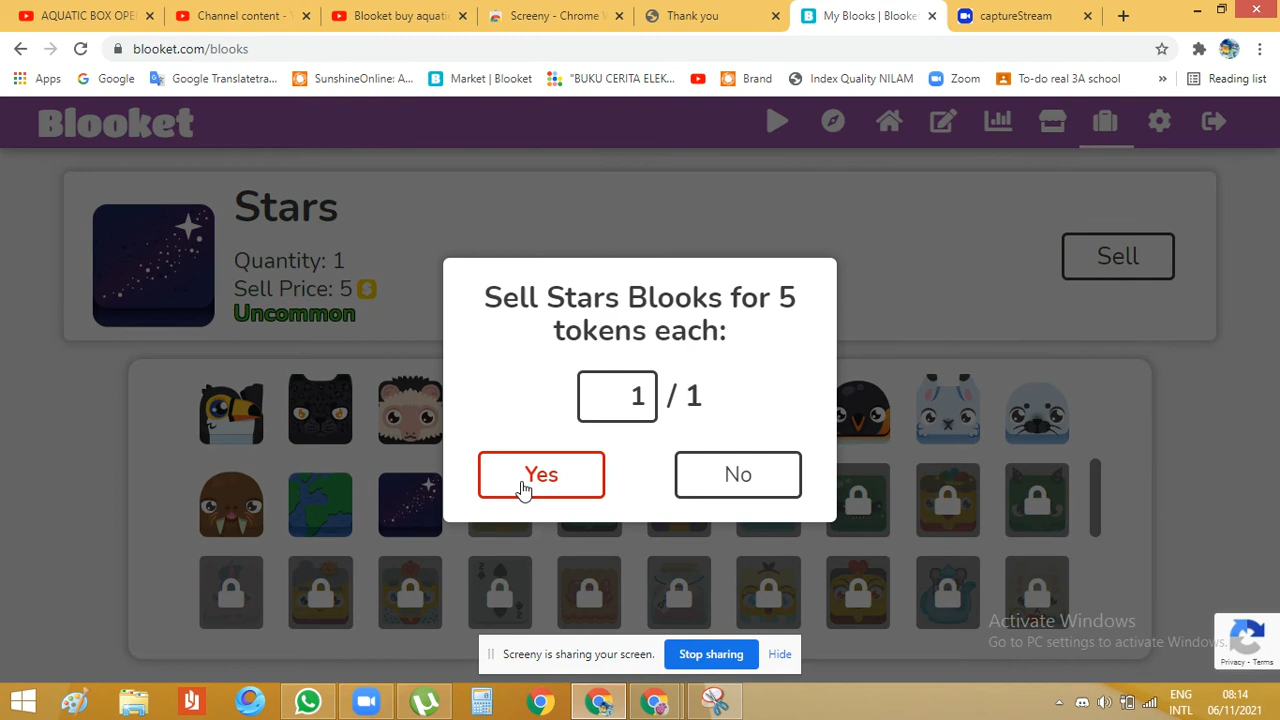 AQUATIC BOX OPEN
Channel content - Y
Blooket buy aquatic
Screeny - Chrome W
Thank you
My Blooks | Blooket
captureStream
blooket.com/blooks
Apps
Google
Google Translatetra...
SunshineOnline: A...
Market | Blooket
"BUKU CERITA ELEK...
Brand
Index Quality NILAM
Zoom
To-do real 3A school
»
Reading list
Blooket
Stars
Quantity: 1
Sell Price: 5
Uncommon
Sell
Sell Stars Blooks for 5
tokens each:
1 / 1
Yes
No
Activate Windows
Go to PC settings to activate Windows.
Screeny is sharing your screen.
Stop sharing
Hide
Privacy - Terms
ENG
INTL
08:14
06/11/2021